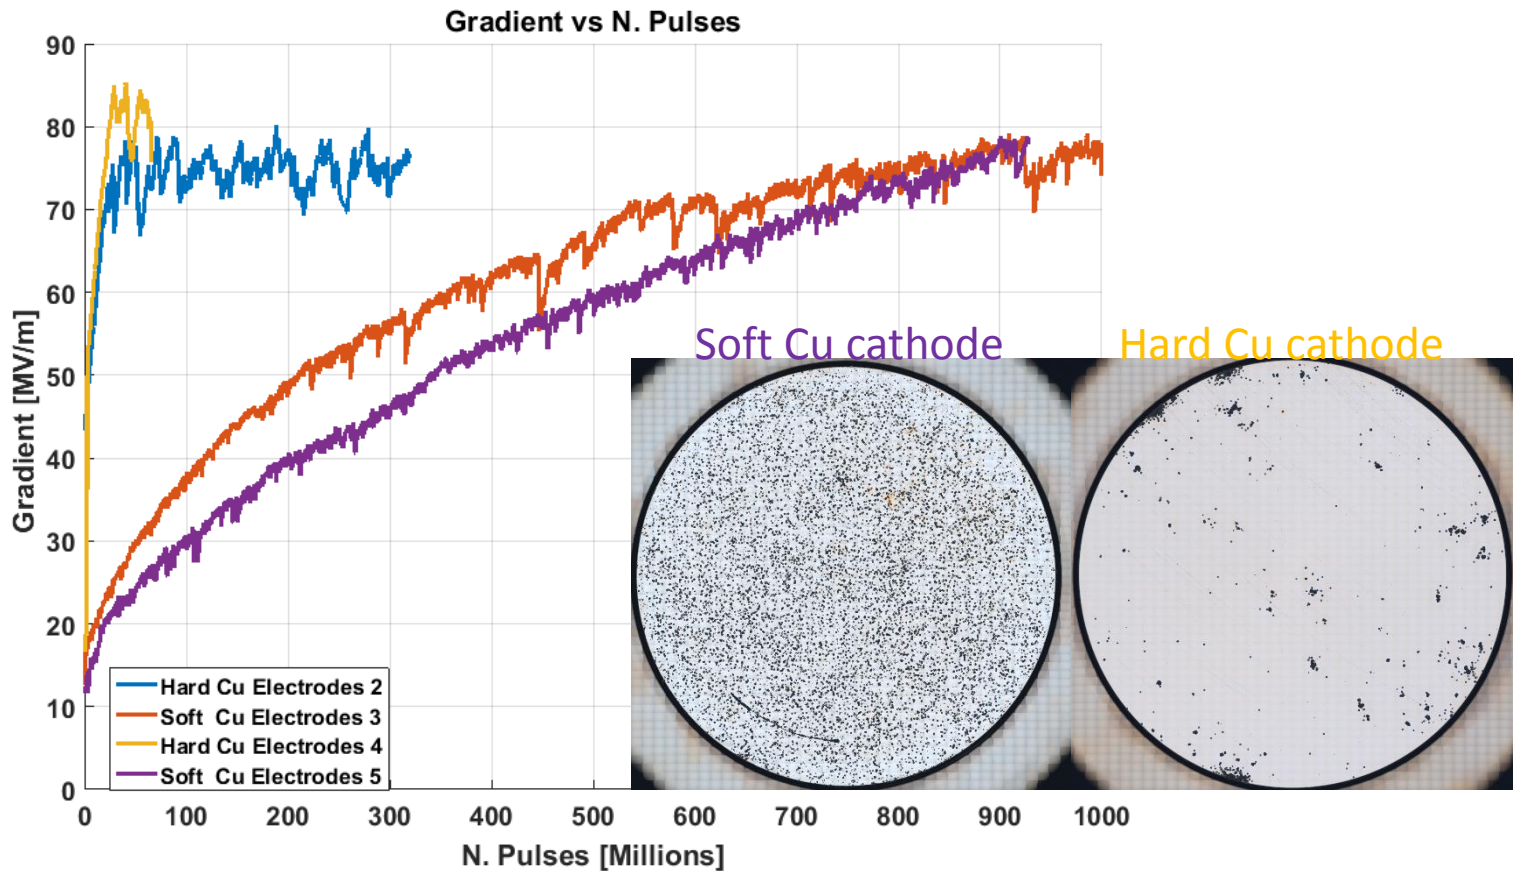 Gradient vs N. Pulses
90
80
70
60
50
40
30
20
10
0
Gradient [MV/m]
Soft Cu cathode
Hard Cu cathode
Hard Cu Electrodes 2
Soft Cu Electrodes 3
Hard Cu Electrodes 4
Soft Cu Electrodes 5
0 100 200 300 400 500 600 700 800 900 1000
N. Pulses [Millions]